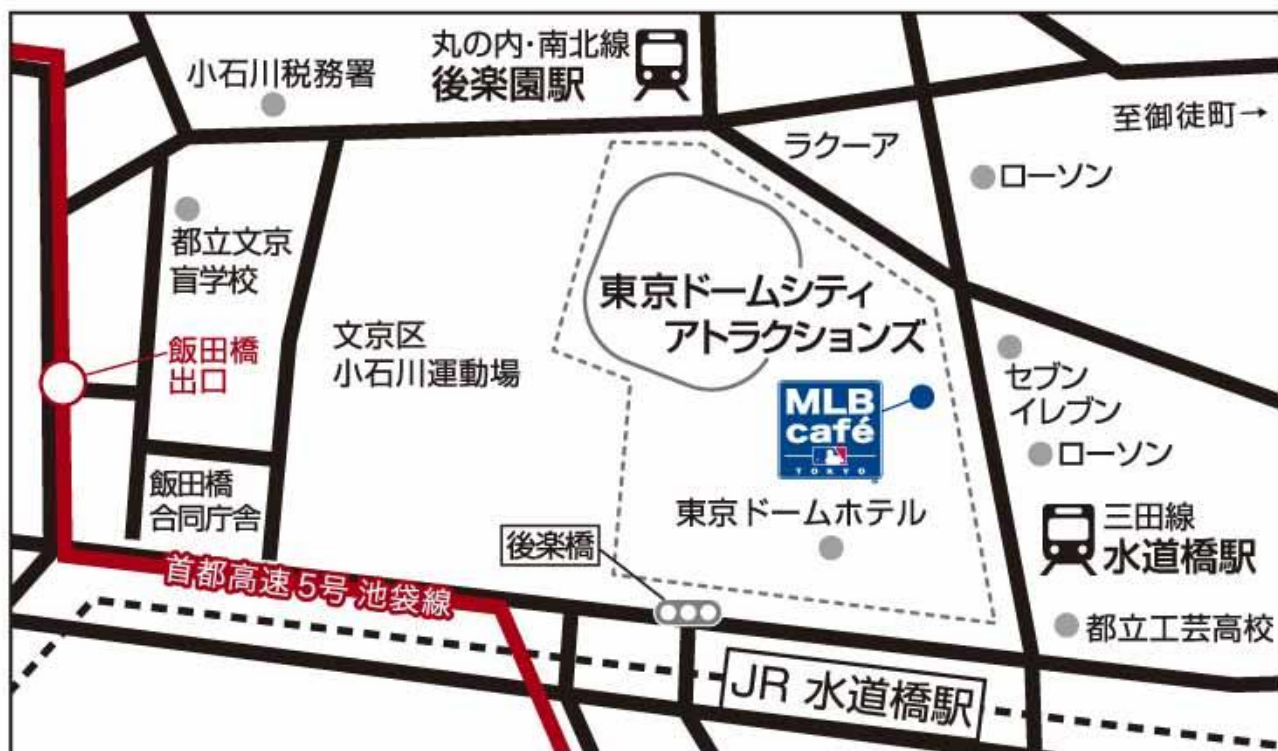 丸の内・南北線
後楽園駅
小石川税務署
至御徒町→
ラクーア
ローソン
都立文京
盲学校
東京ドームシティ
アトラクションズ
飯田橋
出口
文京区
小石川運動場
セブン
イレブン
MLB
café
TOKYO
ローソン
飯田橋
合同庁舎
東京ドームホテル
三田線
水道橋駅
後楽橋
首都高速5号 池袋線
都立工芸高校
JR 水道橋駅